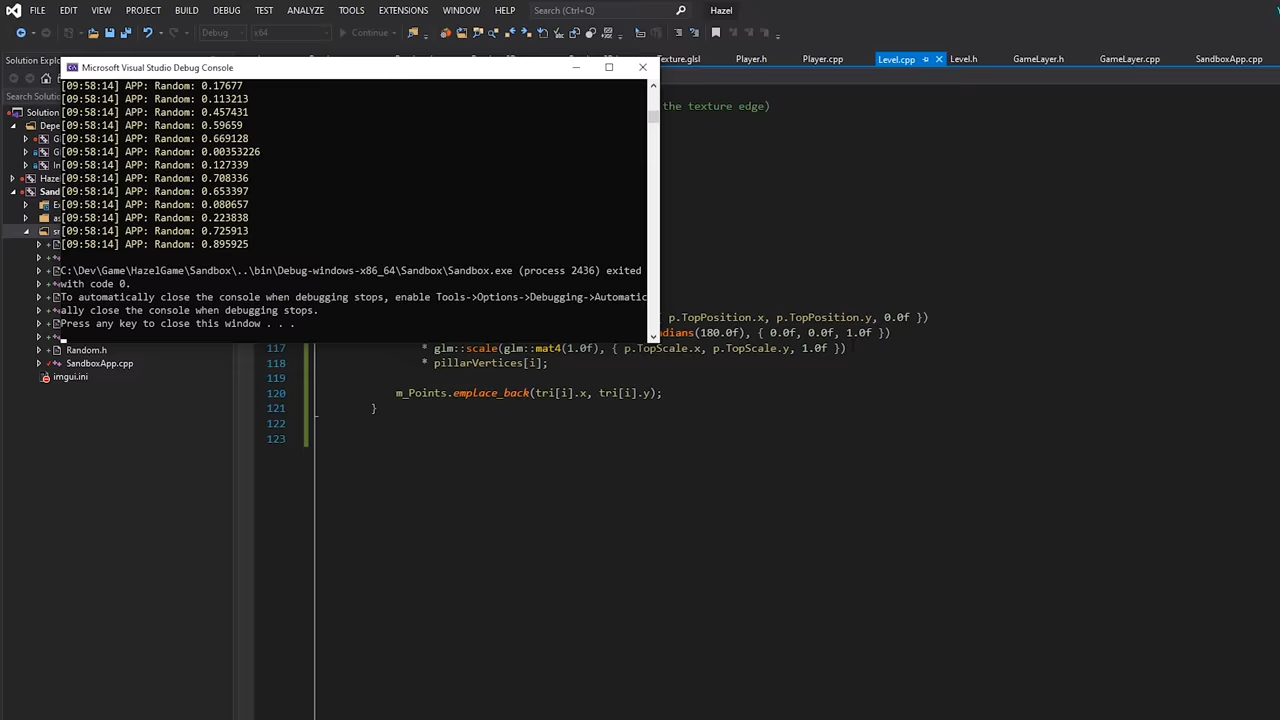 FILE EDIT VIEW PROJECT BUILD DEBUG TEST ANALYZE TOOLS EXTENSIONS WINDOW HELP Search (Ctrl+Q) Hazel
Debug x64 Continue
Solution Explo
Microsoft Visual Studio Debug Console
Texture.glsl Player.h Player.cpp Level.cpp Level.h GameLayer.h GameLayer.cpp SandboxApp.cpp
Search Solutio
Solution
Depe
G
G
Im
Haze
Sand
as
sr
[09:58:14] APP: Random: 0.17677
[09:58:14] APP: Random: 0.113213
[09:58:14] APP: Random: 0.457431
[09:58:14] APP: Random: 0.59659
[09:58:14] APP: Random: 0.669128
[09:58:14] APP: Random: 0.00353226
[09:58:14] APP: Random: 0.127339
[09:58:14] APP: Random: 0.708336
[09:58:14] APP: Random: 0.653397
[09:58:14] APP: Random: 0.080657
[09:58:14] APP: Random: 0.223838
[09:58:14] APP: Random: 0.725913
[09:58:14] APP: Random: 0.895925
C:\Dev\Game\HazelGame\Sandbox\..\bin\Debug-windows-x86_64\Sandbox\Sandbox.exe (process 2436) exited
with code 0.
To automatically close the console when debugging stops, enable Tools->Options->Debugging->Automatic
ally close the console when debugging stops.
Press any key to close this window . . .
Random.h
SandboxApp.cpp
imgui.ini
the texture edge)
p.TopPosition.x, p.TopPosition.y, 0.0f })
dians(180.0f), { 0.0f, 0.0f, 1.0f })
117 * glm::scale(glm::mat4(1.0f), { p.TopScale.x, p.TopScale.y, 1.0f })
118 * pillarVertices[i];
119
120 m_Points.emplace_back(tri[i].x, tri[i].y);
121 }
122
123